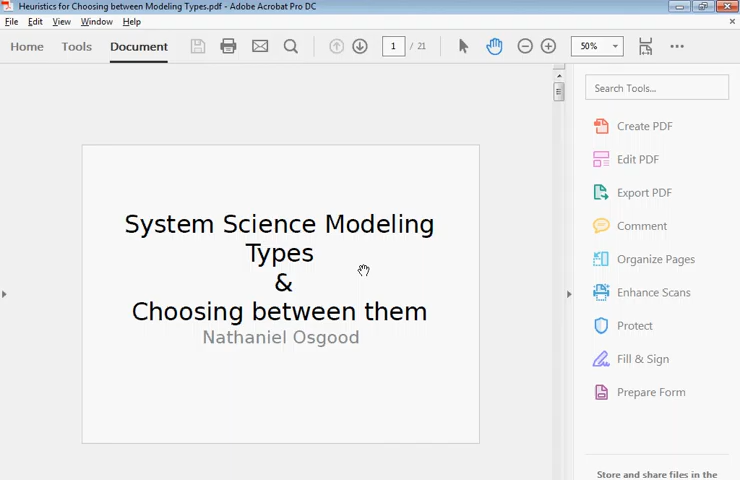 Heuristics for Choosing between Modeling Types.pdf - Adobe Acrobat Pro DC
File Edit View Window Help
Home Tools Document 1 / 21 50%
Search Tools...
Create PDF
Edit PDF
Export PDF
Comment
Organize Pages
Enhance Scans
Protect
Fill & Sign
Prepare Form
Store and share files in the
System Science Modeling
Types
&
Choosing between them
Nathaniel Osgood